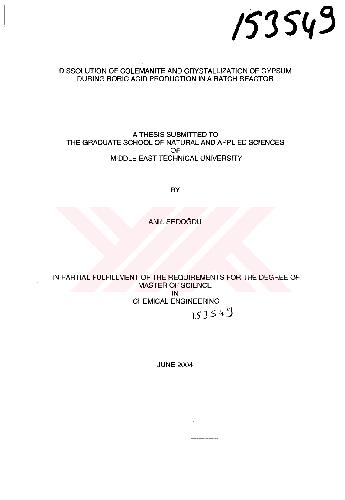 153549
DISSOLUTION OF COLEMANITE AND CRYSTALLIZATION OF GYPSUM
DURING BORIC ACID PRODUCTION IN A BATCH REACTOR
A THESIS SUBMITTED TO
THE GRADUATE SCHOOL OF NATURAL AND APPLIED SCIENCES
OF
MIDDLE EAST TECHNICAL UNIVERSITY
BY
ANIL ERDOĞDU
IN PARTIAL FULFILLMENT OF THE REQUIREMENTS FOR THE DEGREE OF
MASTER OF SCIENCE
IN
CHEMICAL ENGINEERING
153549
JUNE 2004